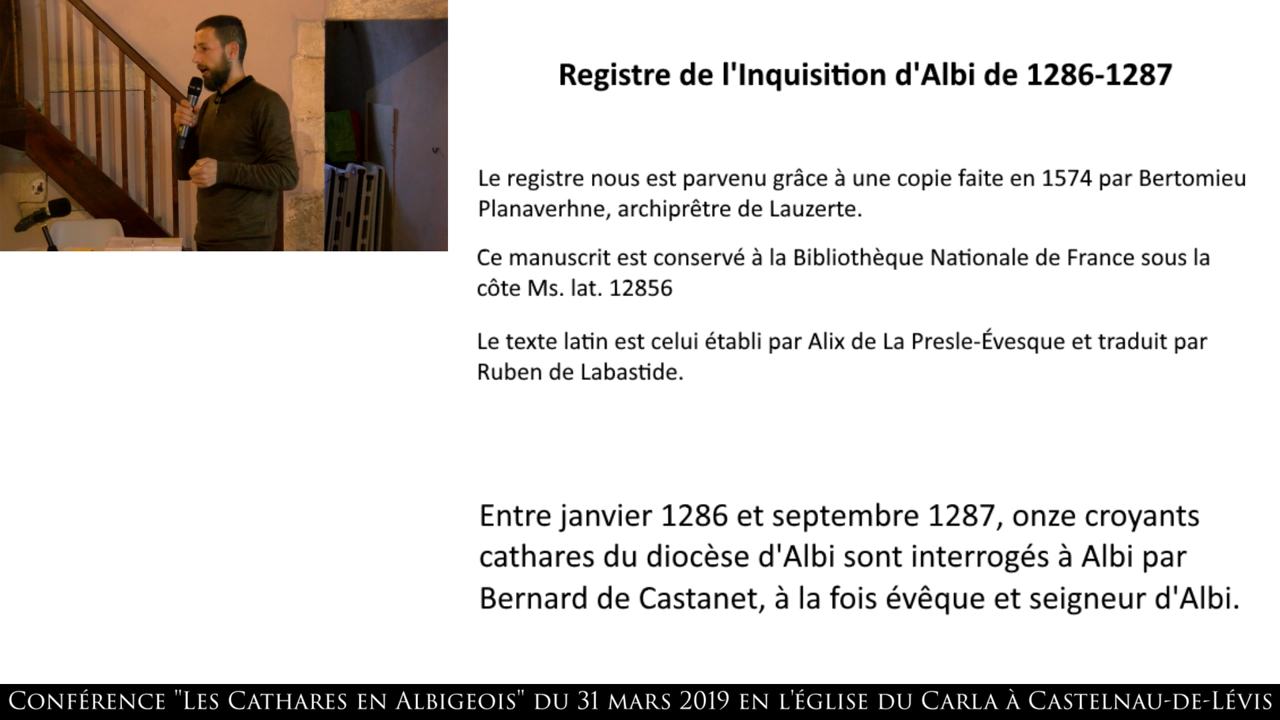 Registre de l'Inquisition d'Albi de 1286-1287
Le registre nous est parvenu grâce à une copie faite en 1574 par Bertomieu
Planaverhne, archiprêtre de Lauzerte.
Ce manuscrit est conservé à la Bibliothèque Nationale de France sous la
côte Ms. lat. 12856
Le texte latin est celui établi par Alix de La Presle-Évesque et traduit par
Ruben de Labastide.
Entre janvier 1286 et septembre 1287, onze croyants
cathares du diocèse d'Albi sont interrogés à Albi par
Bernard de Castanet, à la fois évêque et seigneur d'Albi.
Conférence "Les Cathares en Albigeois" du 31 mars 2019 en l'église du Carla à Castelnau-de-Lévis